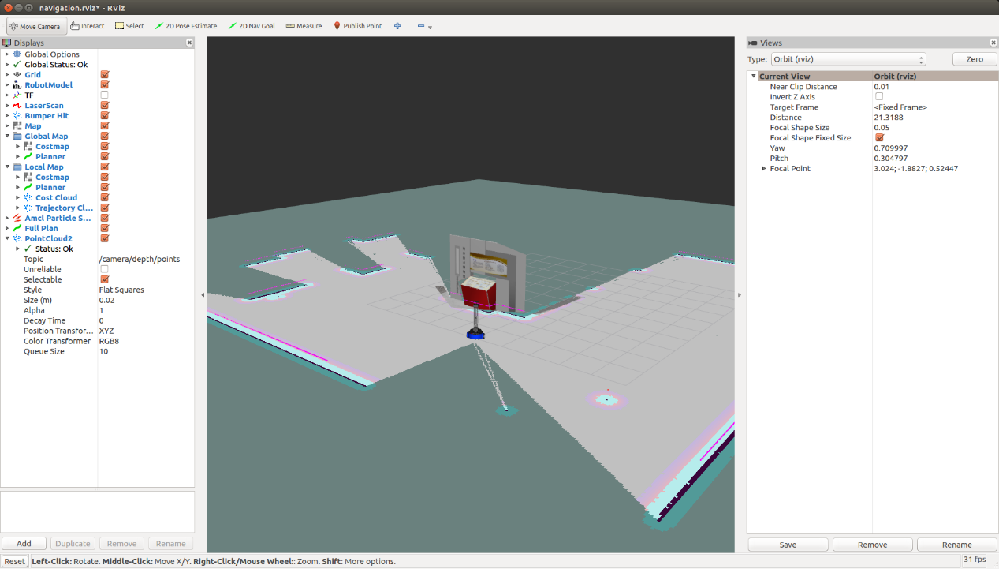 navigation.rviz* - RViz
Move Camera Interact Select 2D Pose Estimate 2D Nav Goal Measure Publish Point
Displays
Global Options
Global Status: Ok
Grid
RobotModel
TF
LaserScan
Bumper Hit
Map
Global Map
Costmap
Planner
Local Map
Costmap
Planner
Cost Cloud
Trajectory Cl...
Amcl Particle S...
Full Plan
PointCloud2
Status: Ok
Topic /camera/depth/points
Unreliable
Selectable
Style Flat Squares
Size (m) 0.02
Alpha 1
Decay Time 0
Position Transfor... XYZ
Color Transformer RGB8
Queue Size 10
Add Duplicate Remove Rename
Views
Type: Orbit (rviz) Zero
Current View Orbit (rviz)
Near Clip Distance 0.01
Invert Z Axis
Target Frame <Fixed Frame>
Distance 21.3188
Focal Shape Size 0.05
Focal Shape Fixed Size
Yaw 0.709997
Pitch 0.304797
Focal Point 3.024; -1.8827; 0.52447
Save Remove Rename
Reset Left-Click: Rotate. Middle-Click: Move X/Y. Right-Click/Mouse Wheel:: Zoom. Shift: More options. 31 fps